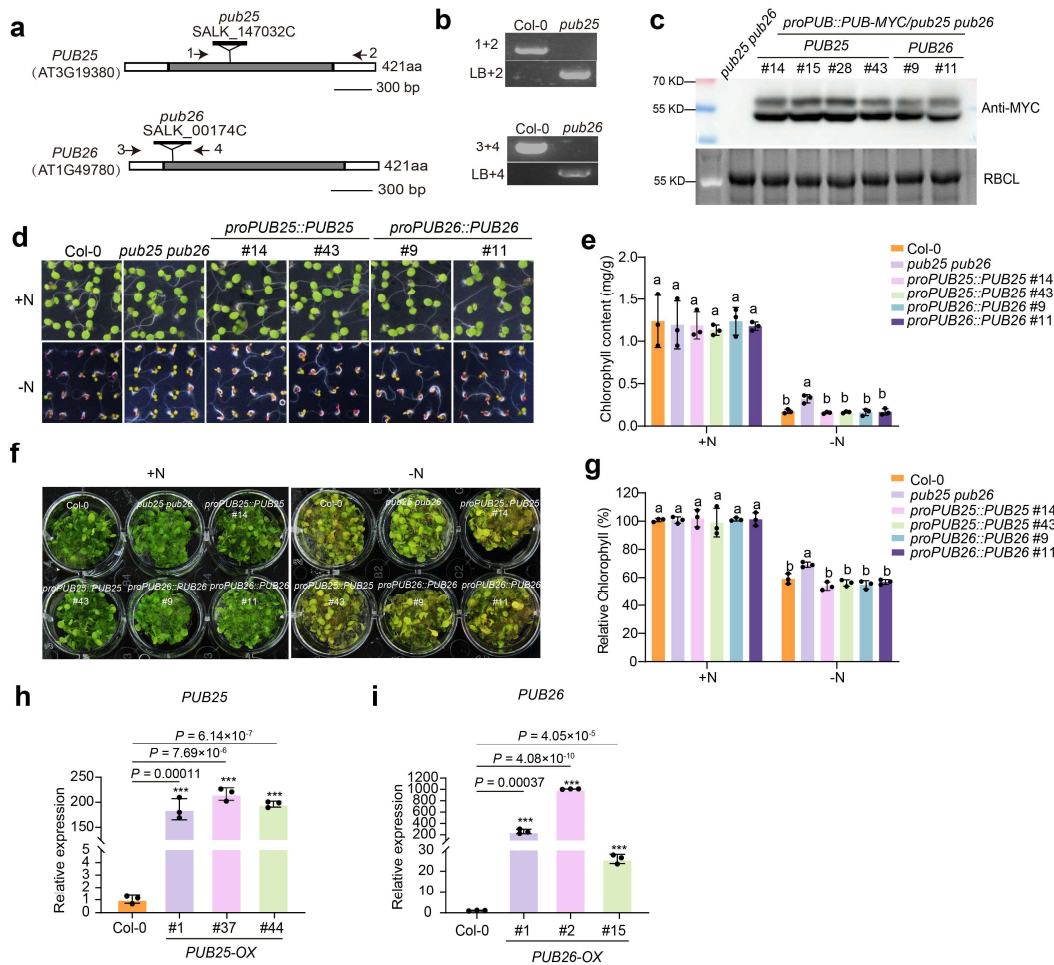 a
pub25
SALK_147032C
1
2
PUB25
(AT3G19380)
421aa
300 bp
pub26
SALK_00174C
3
4
PUB26
(AT1G49780)
421aa
300 bp
b
Col-0 pub25
1+2
LB+2
Col-0 pub26
3+4
LB+4
c
pub25 pub26
proPUB::PUB-MYC/pub25 pub26
PUB25 PUB26
#14 #15 #28 #43 #9 #11
70 KD
55 KD
Anti-MYC
55 KD
RBCL
d
proPUB25::PUB25 proPUB26::PUB26
Col-0 pub25 pub26 #14 #43 #9 #11
+N
-N
e
Chlorophyll content (mg/g)
2.0
1.5
1.0
0.5
0.0
a a a a a a
b a b b b b
+N -N
Col-0
pub25 pub26
proPUB25::PUB25 #14
proPUB25::PUB25 #43
proPUB26::PUB26 #9
proPUB26::PUB26 #11
f
+N -N
Col-0 pub25 pub26 proPUB25::PUB25 #14
proPUB25::PUB25 #43 proPUB26::PUB26 #9 proPUB26::PUB26 #11
Col-0 pub25 pub26 proPUB25::PUB25 #14
proPUB25::PUB25 #43 proPUB26::PUB26 #9 proPUB26::PUB26 #11
g
Relative Chlorophyll (%)
120
100
80
60
40
20
0
a a a a a a
b a b b b b
+N -N
Col-0
pub25 pub26
proPUB25::PUB25 #14
proPUB25::PUB25 #43
proPUB26::PUB26 #9
proPUB26::PUB26 #11
h
PUB25
P = 6.14×10-7
P = 7.69×10-6
P = 0.00011
*** *** ***
Relative expression
250
200
150
5
4
3
2
1
0
Col-0 #1 #37 #44
PUB25-OX
i
PUB26
P = 4.05×10-5
P = 4.08×10-10
P = 0.00037
*** *** ***
Relative expression
1000
800
600
400
200
30
20
10
0
Col-0 #1 #2 #15
PUB26-OX